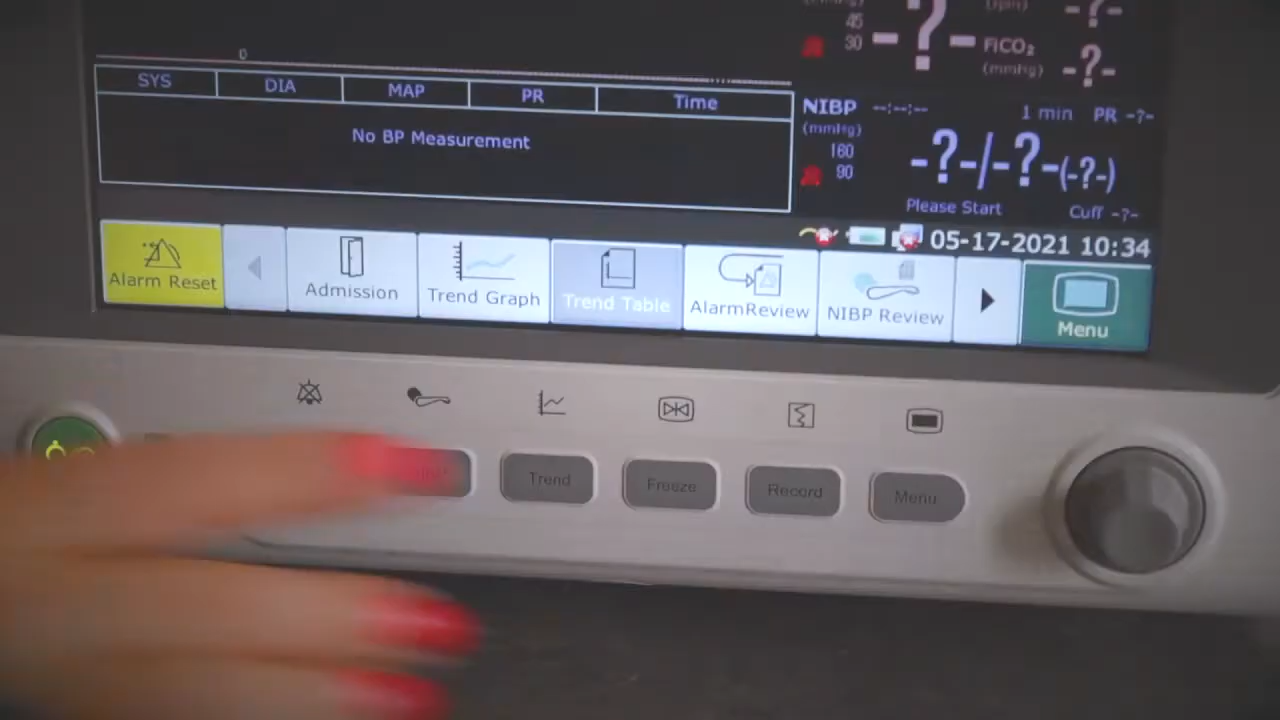 45
30
-?-
-?-
FiCO₂
(mmHg)
-?-
0
SYS DIA MAP PR Time
No BP Measurement
NIBP --:--:-- 1 min PR -?-
(mmHg)
160
90
-?-/-?-(-?-)
Please Start Cuff -?-
05-17-2021 10:34
Alarm Reset
Admission
Trend Graph
Trend Table
AlarmReview
NIBP Review
Menu
Trend
Freeze
Record
Menu